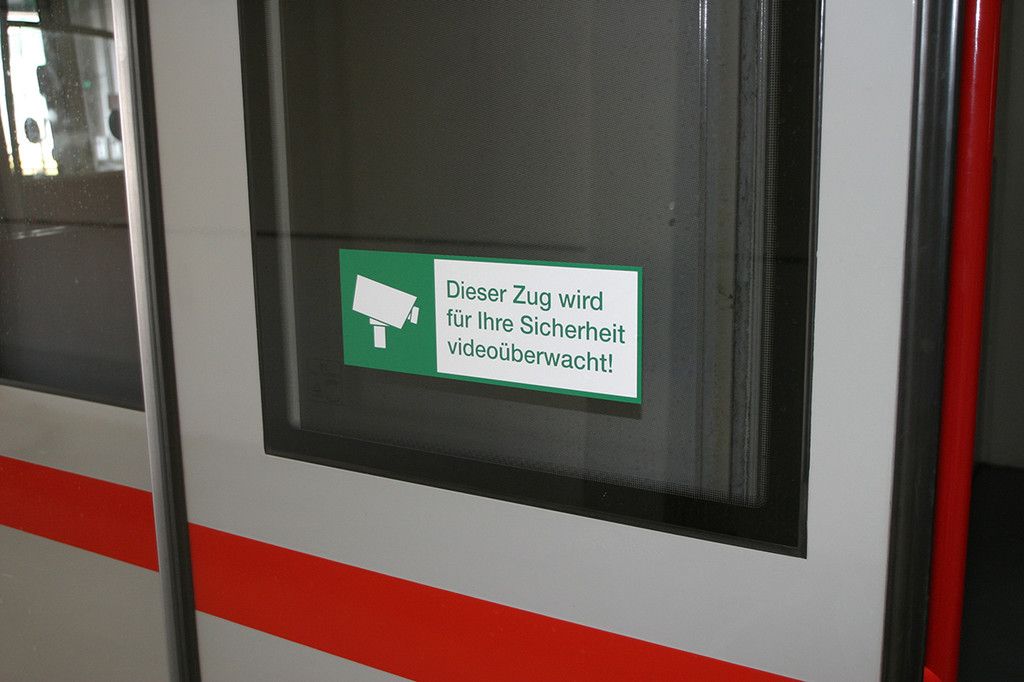 Dieser Zug wird
für Ihre Sicherheit
videoüberwacht!